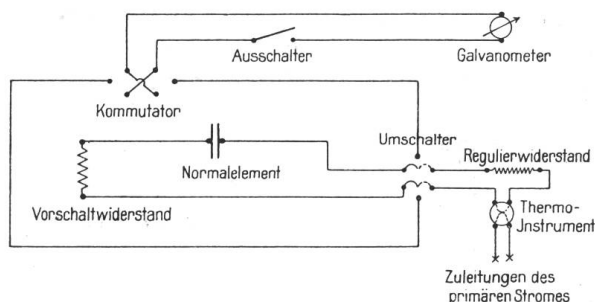 Ausschalter
Galvanometer
Kommutator
Umschalter
Normalelement
Regulierwiderstand
Vorschaltwiderstand
Thermo-
Jnstrument
Zuleitungen des
primären Stromes